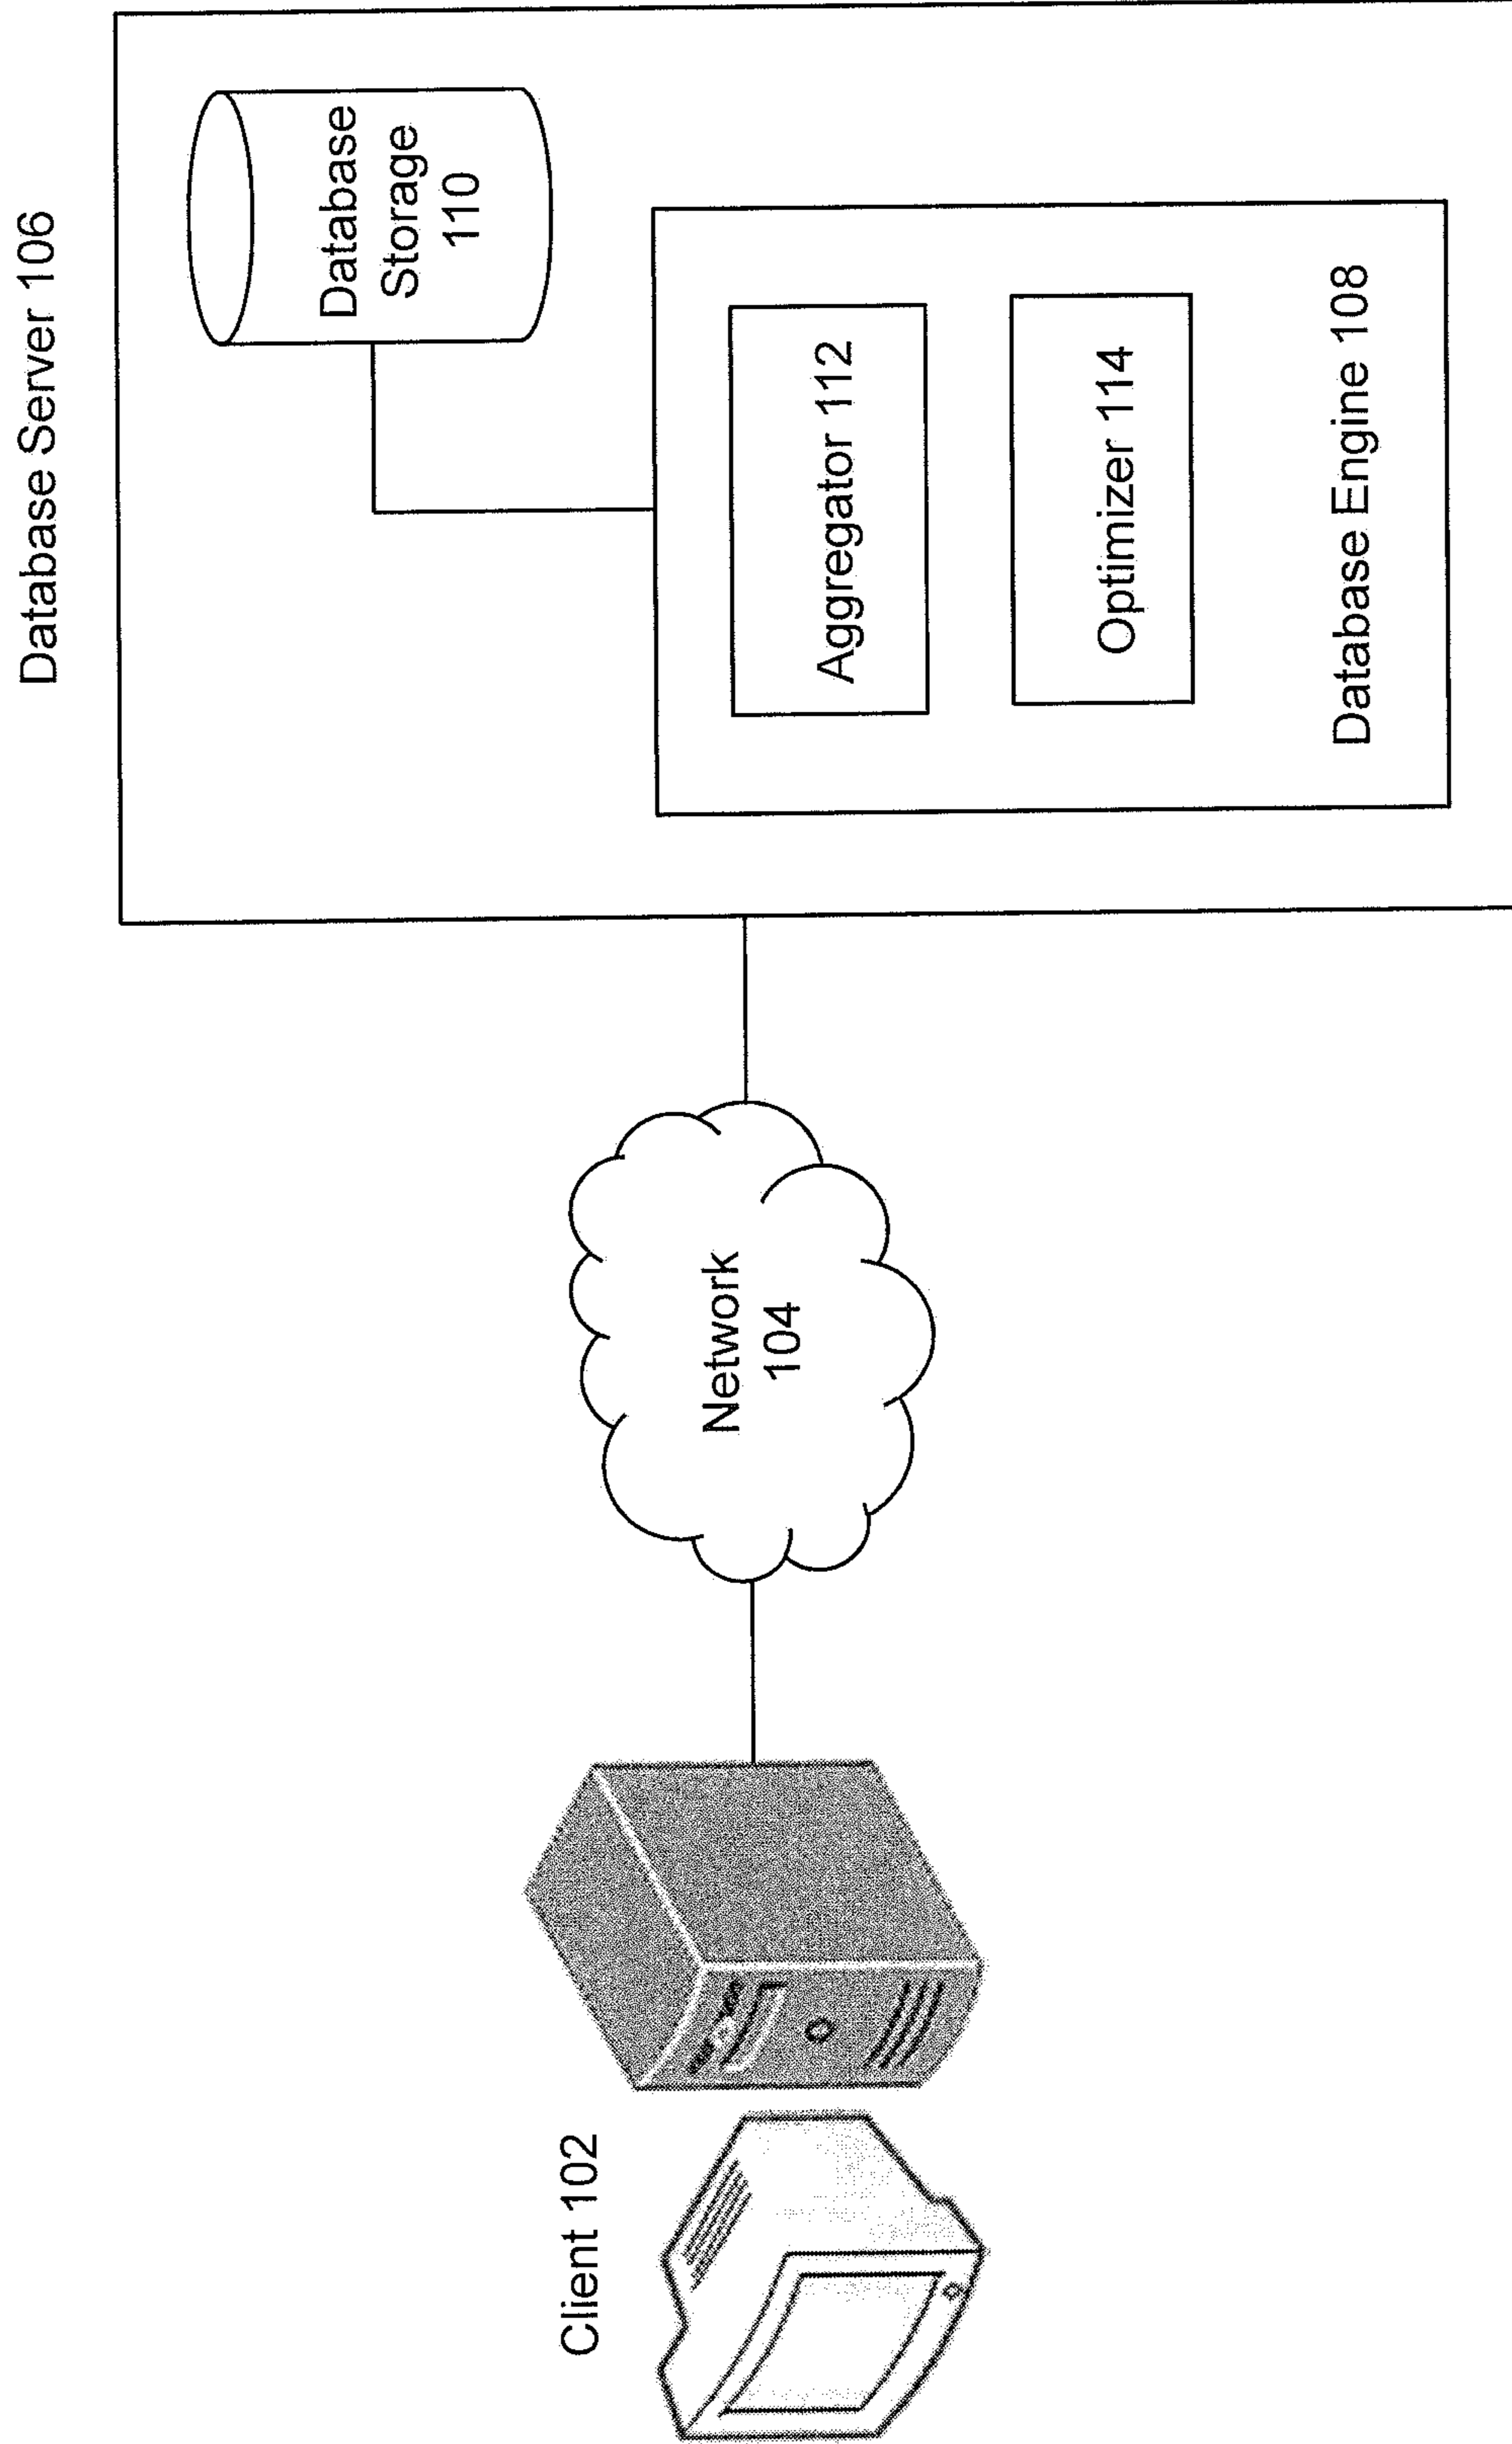 Database Server 106
Database
Storage
110
Aggregator 112
Optimizer 114
Database Engine 108
Network
104
Client 102